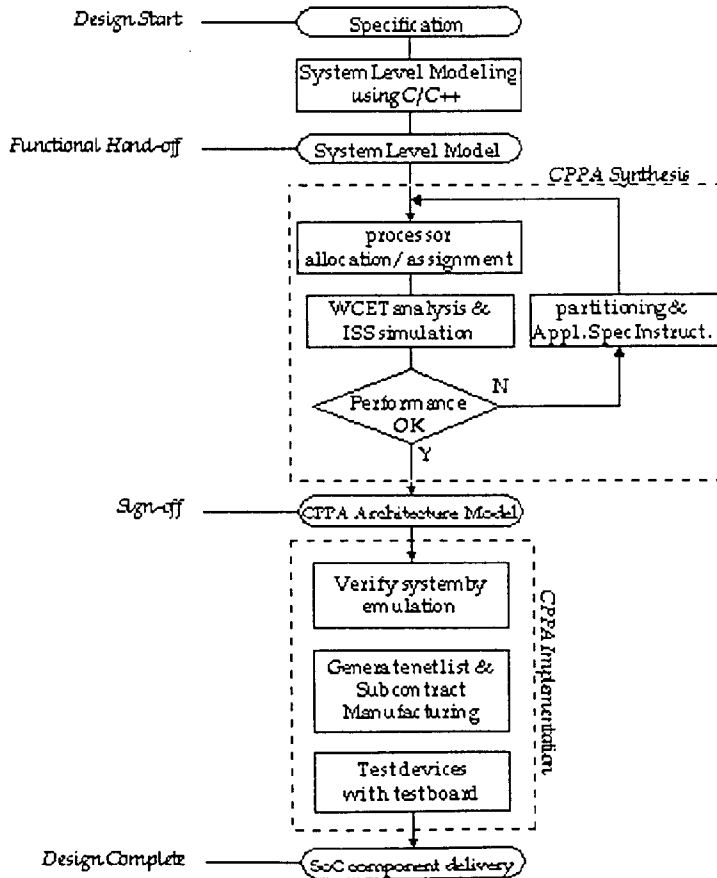 Design Start
Specification
System Level Modeling
using C/C++
Functional Hand-off
System Level Model
CPPA Synthesis
processor
allocation/assignment
WCET analysis &
ISS simulation
partitioning &
Appl.Spec Instruct.
Performance
OK
N
Y
Sign-off
CPPA Architecture Model
Verify system by
emulation
Generate netlist &
Subcontract
Manufacturing
Test devices
with testboard
CPPA Implementation
Design Complete
SoC component delivery